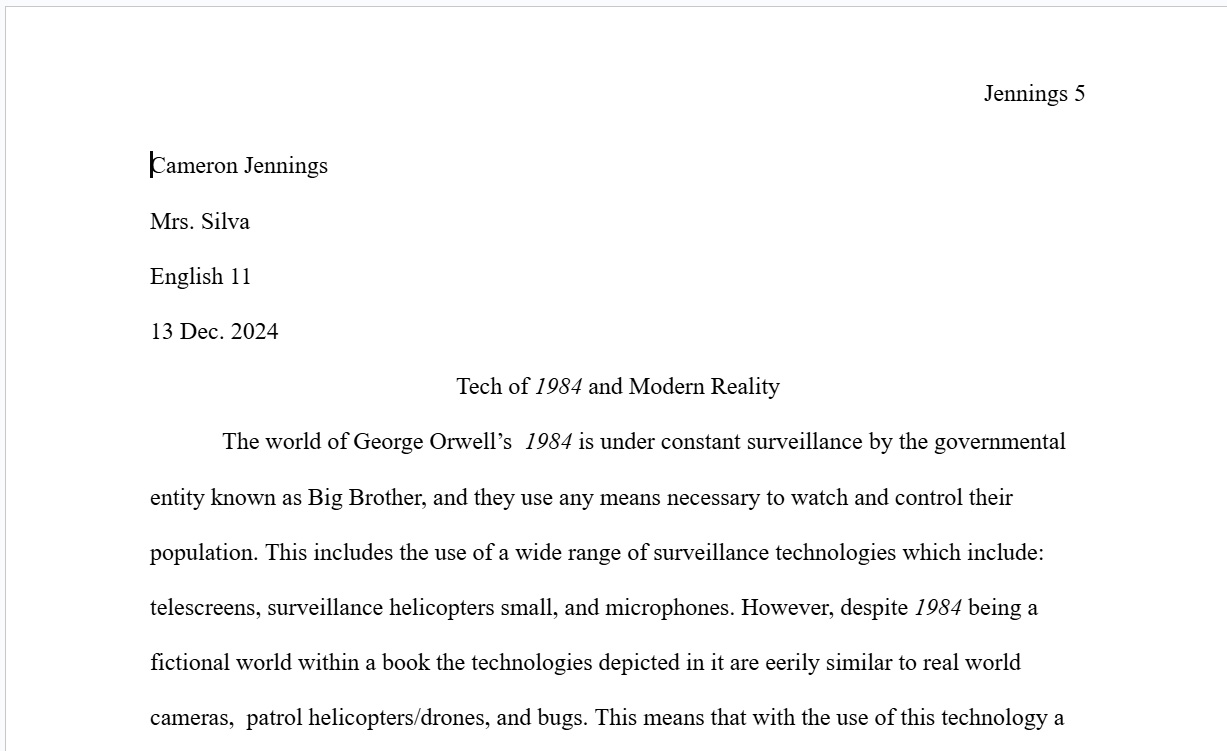 Jennings 5
Cameron Jennings
Mrs. Silva
English 11
13 Dec. 2024
Tech of 1984 and Modern Reality
The world of George Orwell’s  1984 is under constant surveillance by the governmental
entity known as Big Brother, and they use any means necessary to watch and control their
population. This includes the use of a wide range of surveillance technologies which include:
telescreens, surveillance helicopters small, and microphones. However, despite 1984 being a
fictional world within a book the technologies depicted in it are eerily similar to real world
cameras,  patrol helicopters/drones, and bugs. This means that with the use of this technology a